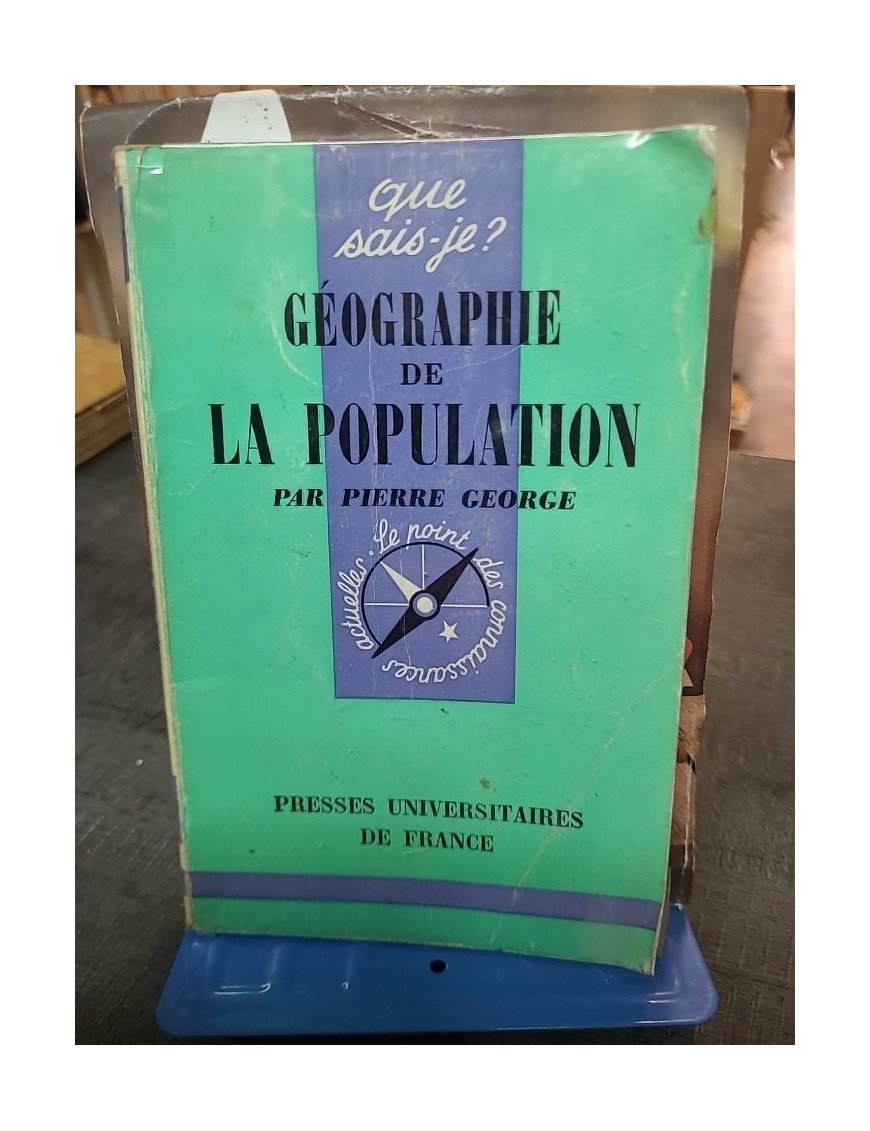 que
sais-je?
GÉOGRAPHIE
DE
LA POPULATION
PAR PIERRE GEORGE
Le point des connaissances actuelles.
PRESSES UNIVERSITAIRES
DE FRANCE